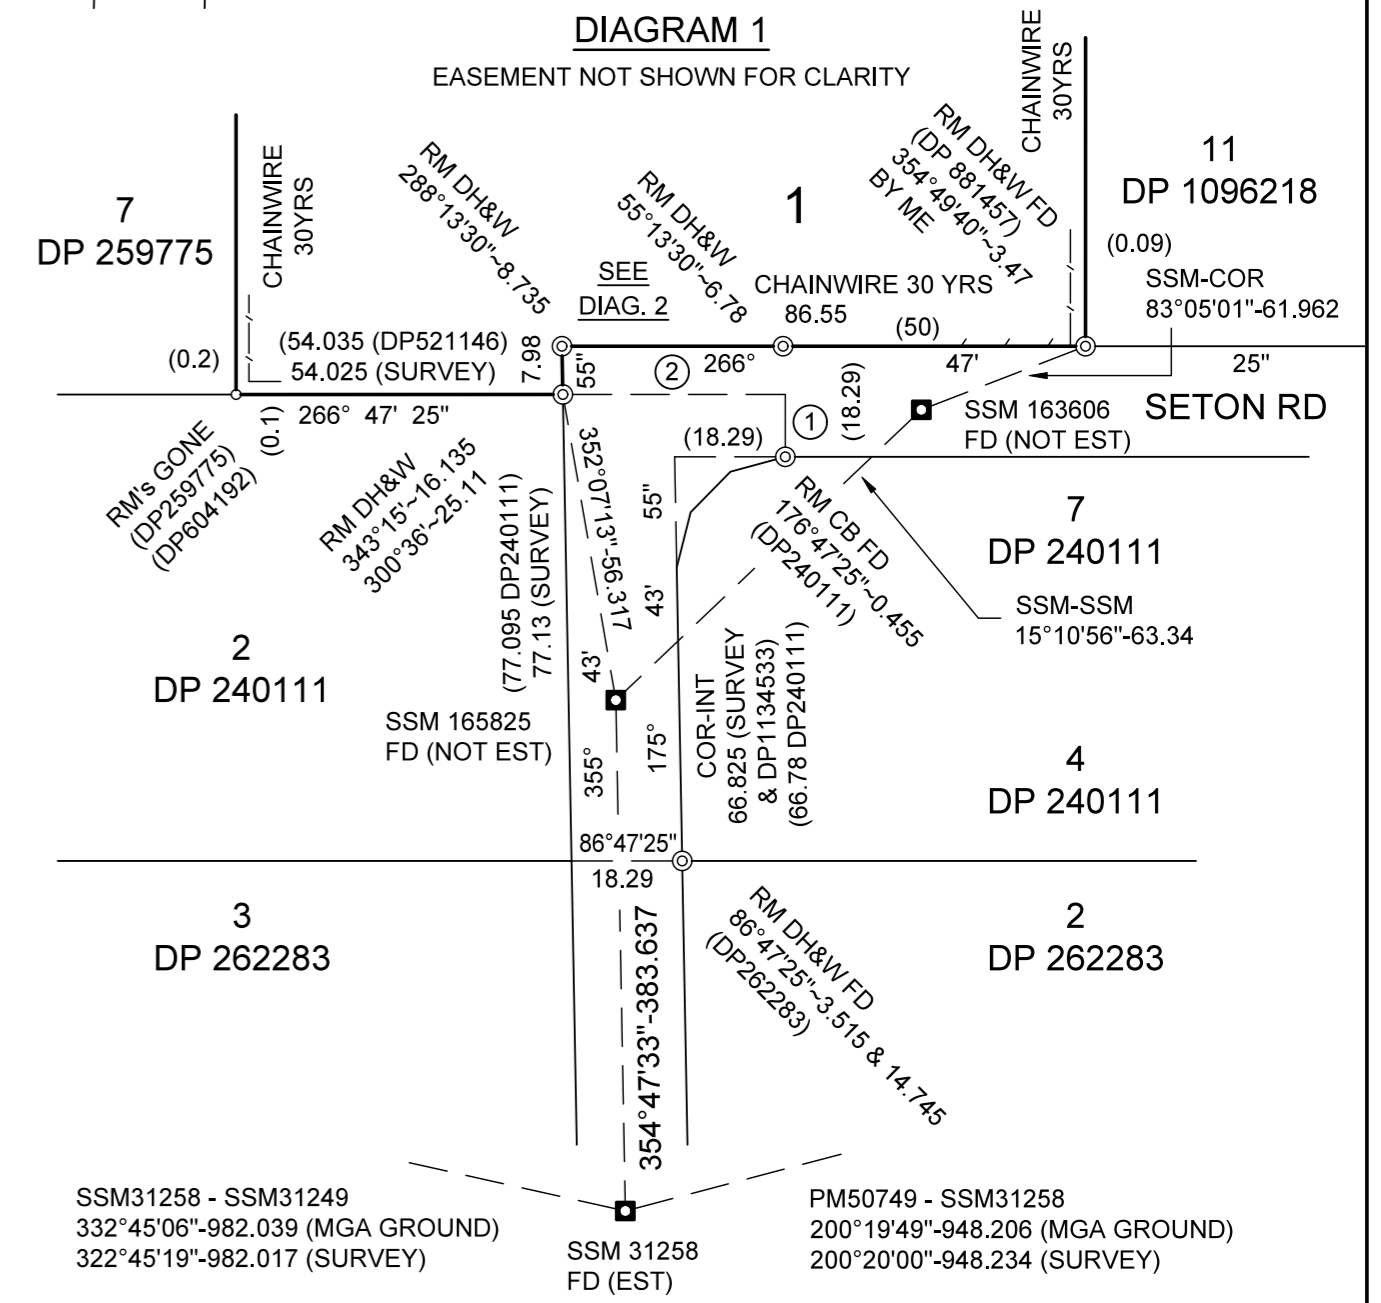 DIAGRAM 1
EASEMENT NOT SHOWN FOR CLARITY
CHAINWIRE
30YRS
7
DP 259775
CHAINWIRE
30YRS
RM DH&W
288°13'30"~8.735
RM DH&W
55°13'30"~6.78
1
RM DH&W FD
(DP 881457)
354°49'40"~3.47
BY ME
11
DP 1096218
(0.09)
SSM-COR
83°05'01"-61.962
SEE
DIAG. 2
CHAINWIRE 30 YRS
86.55
(50)
(0.2)
(54.035 (DP521146)
54.025 (SURVEY)
7.98
55"
2
266°
47'
25"
(0.1)
266° 47' 25"
1
(18.29)
SSM 163606
FD (NOT EST)
SETON RD
(18.29)
RM's GONE
(DP259775)
(DP604192)
RM DH&W
343°15'~16.135
300°36'~25.11
(77.095 DP240111)
77.13 (SURVEY)
352°07'13"-56.317
55"
43'
175°
43'
355°
RM CB FD
176°47'25"~0.455
(DP240111)
7
DP 240111
SSM-SSM
15°10'56"-63.34
2
DP 240111
SSM 165825
FD (NOT EST)
COR-INT
66.825 (SURVEY
& DP1134533)
(66.78 DP240111)
4
DP 240111
86°47'25"
18.29
3
DP 262283
354°47'33"-383.637
RM DH&W FD
86°47'25"~3.515 & 14.745
(DP262283)
2
DP 262283
SSM31258 - SSM31249
332°45'06"-982.039 (MGA GROUND)
322°45'19"-982.017 (SURVEY)
SSM 31258
FD (EST)
PM50749 - SSM31258
200°19'49"-948.206 (MGA GROUND)
200°20'00"-948.234 (SURVEY)